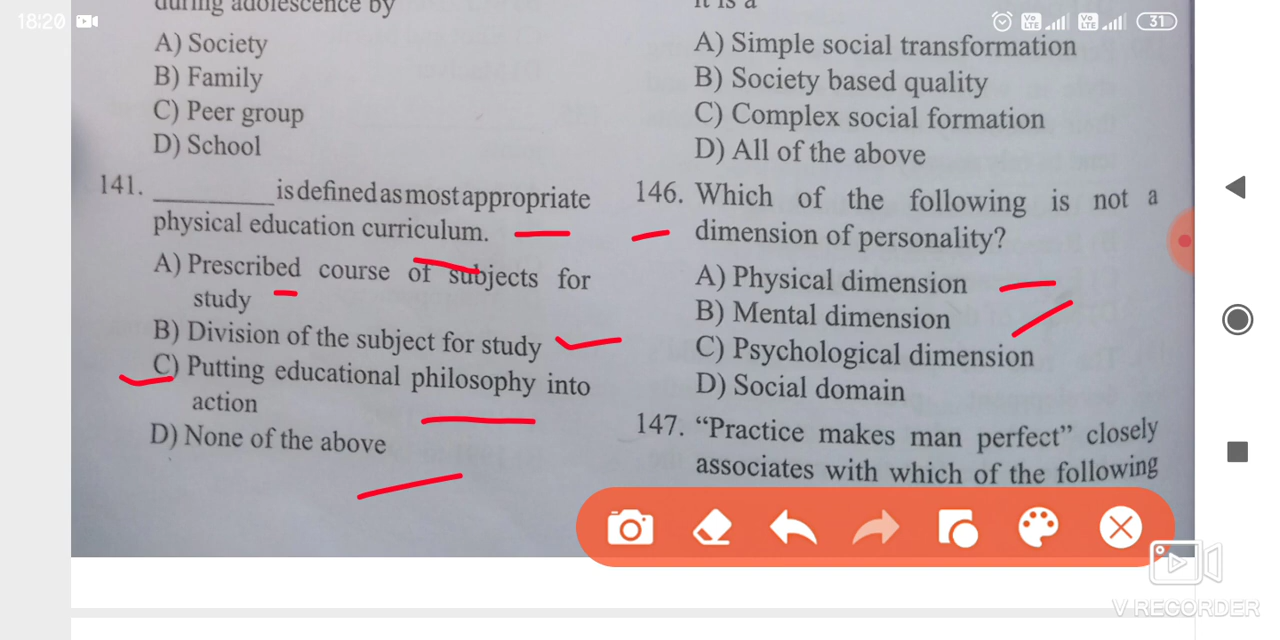 18:20
31
during adolescence by
A) Society
B) Family
C) Peer group
D) School
141. ________ is defined as most appropriate
physical education curriculum.
A) Prescribed course of subjects for
study
B) Division of the subject for study
C) Putting educational philosophy into
action
D) None of the above
it is a
A) Simple social transformation
B) Society based quality
C) Complex social formation
D) All of the above
146. Which of the following is not a
dimension of personality?
A) Physical dimension
B) Mental dimension
C) Psychological dimension
D) Social domain
147. “Practice makes man perfect” closely
associates with which of the following
V RECORDER